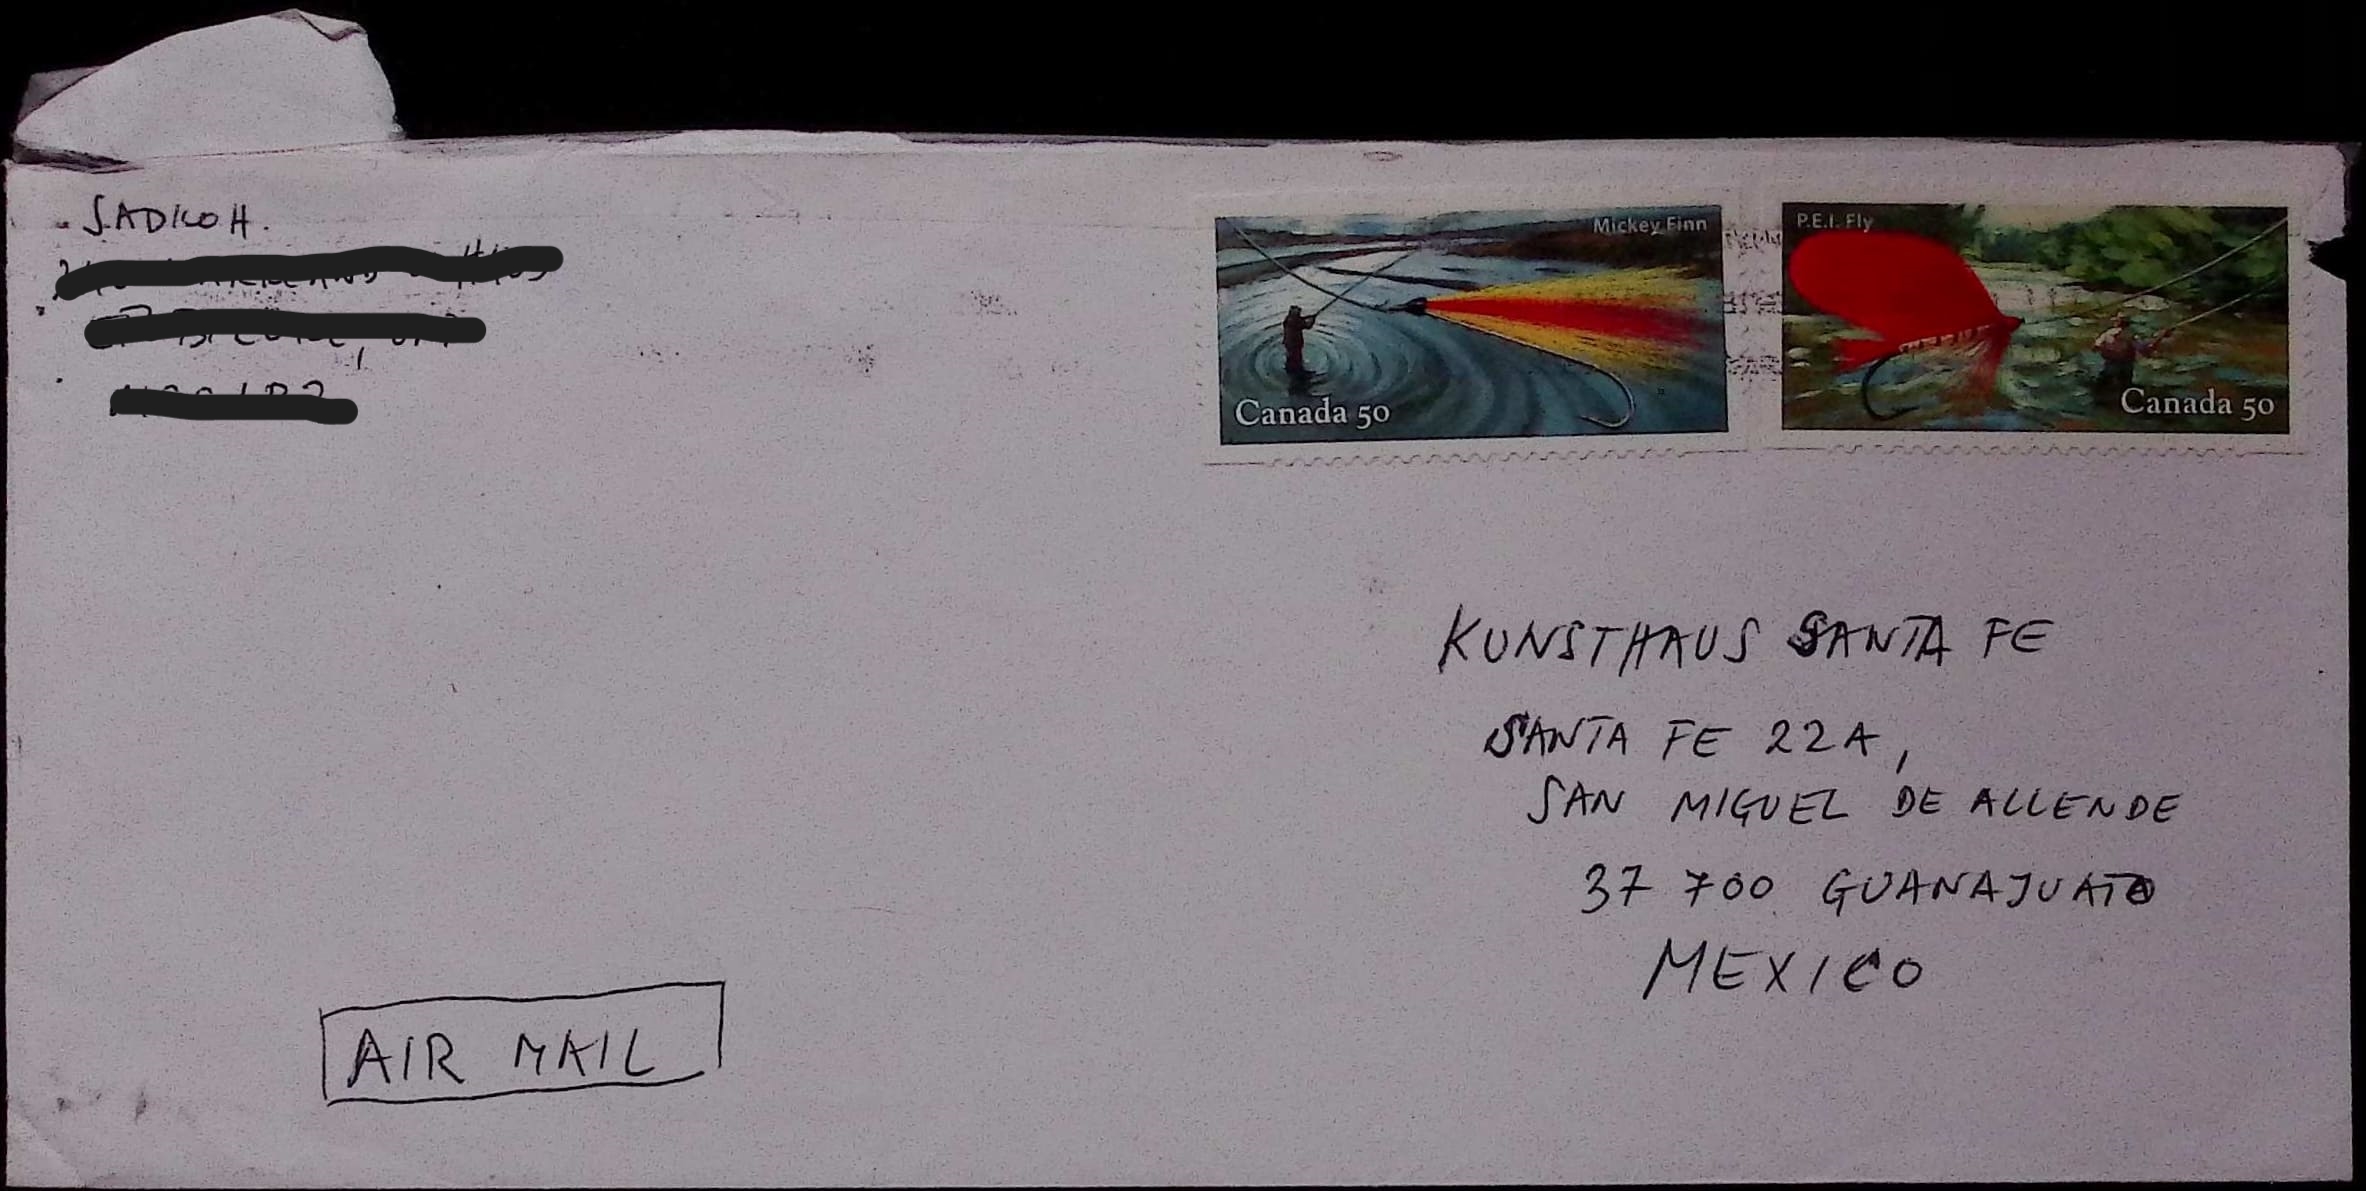 SADIKO H.
Mickey Finn
Canada 50
P.E.I. Fly
Canada 50
KUNSTHAUS SANTA FE
SANTA FE 22A,
SAN MIGUEL DE ALLENDE
37 700 GUANAJUATO
MEXICO
AIR MAIL